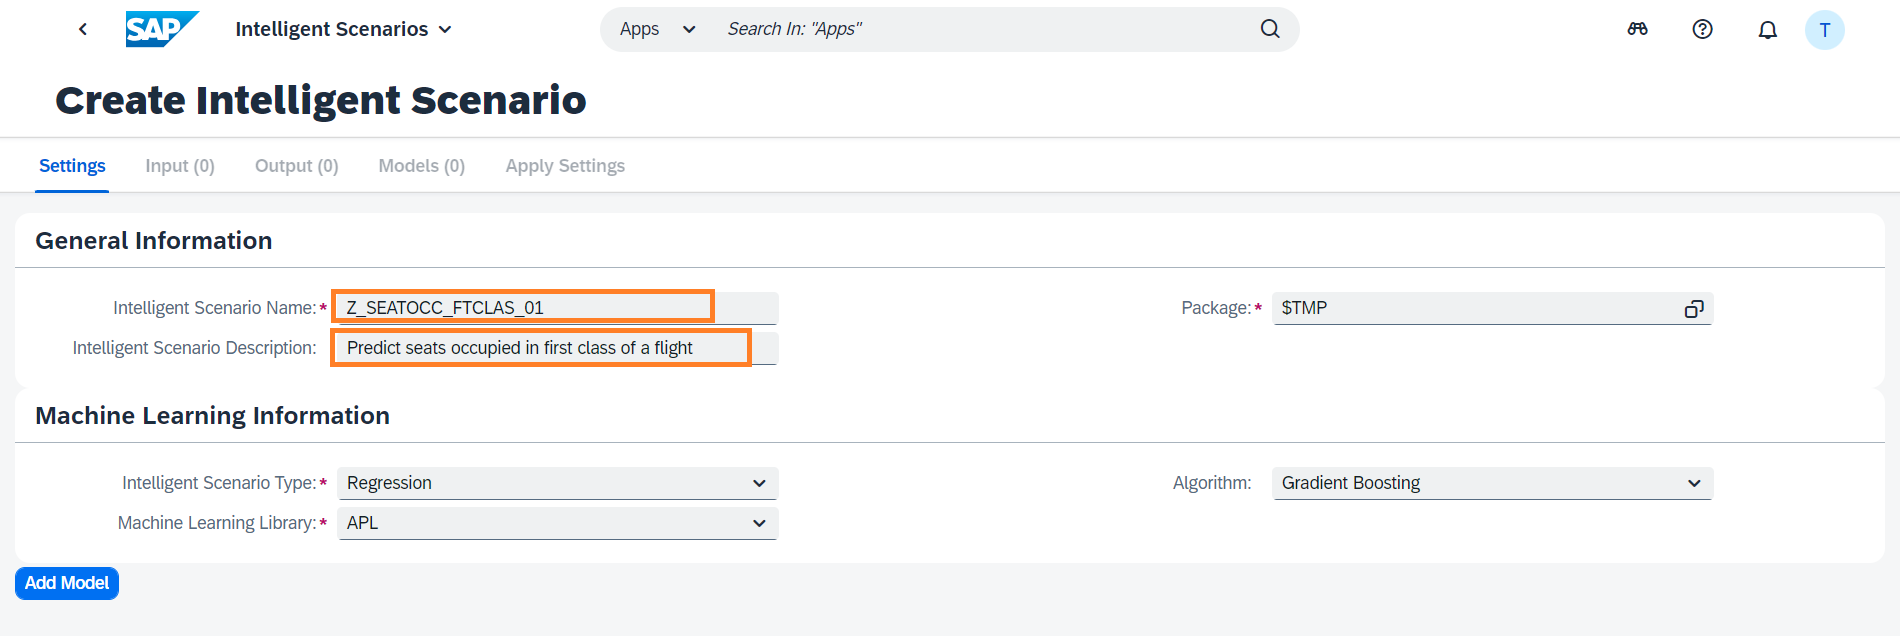 SAP Intelligent Scenarios Apps Search In: "Apps" T
Create Intelligent Scenario
Settings Input (0) Output (0) Models (0) Apply Settings
General Information
Intelligent Scenario Name:* Z_SEATOCC_FTCLAS_01 Package:* $TMP
Intelligent Scenario Description: Predict seats occupied in first class of a flight
Machine Learning Information
Intelligent Scenario Type:* Regression Algorithm: Gradient Boosting
Machine Learning Library:* APL
Add Model